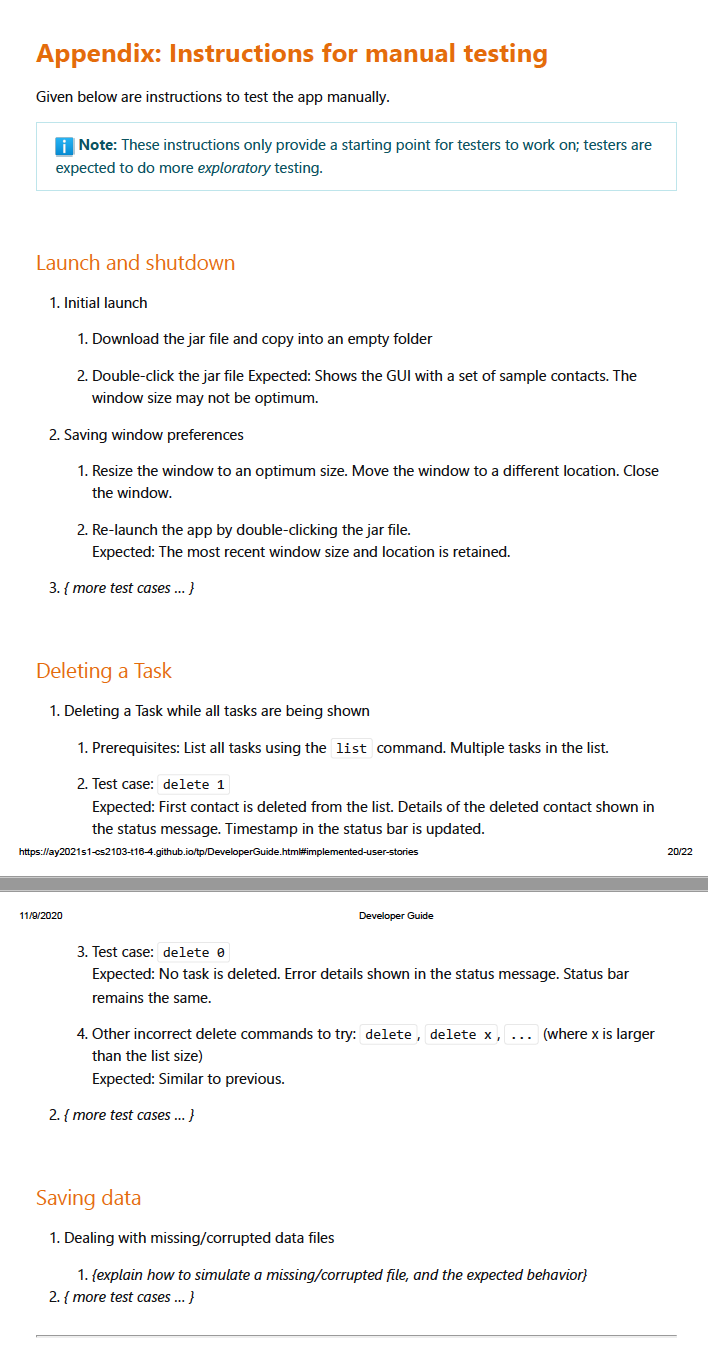 Appendix: Instructions for manual testing
Given below are instructions to test the app manually.
Note: These instructions only provide a starting point for testers to work on; testers are
expected to do more exploratory testing.
Launch and shutdown
1. Initial launch
1. Download the jar file and copy into an empty folder
2. Double-click the jar file Expected: Shows the GUI with a set of sample contacts. The
window size may not be optimum.
2. Saving window preferences
1. Resize the window to an optimum size. Move the window to a different location. Close
the window.
2. Re-launch the app by double-clicking the jar file.
Expected: The most recent window size and location is retained.
3. { more test cases … }
Deleting a Task
1. Deleting a Task while all tasks are being shown
1. Prerequisites: List all tasks using the list command. Multiple tasks in the list.
2. Test case: delete 1
Expected: First contact is deleted from the list. Details of the deleted contact shown in
the status message. Timestamp in the status bar is updated.
https://ay2021s1-cs2103-t16-4.github.io/tp/DeveloperGuide.html#implemented-user-stories 20/22
11/9/2020 Developer Guide
3. Test case: delete 0
Expected: No task is deleted. Error details shown in the status message. Status bar
remains the same.
4. Other incorrect delete commands to try: delete , delete x , ... (where x is larger
than the list size)
Expected: Similar to previous.
2. { more test cases … }
Saving data
1. Dealing with missing/corrupted data files
1. {explain how to simulate a missing/corrupted file, and the expected behavior}
2. { more test cases … }